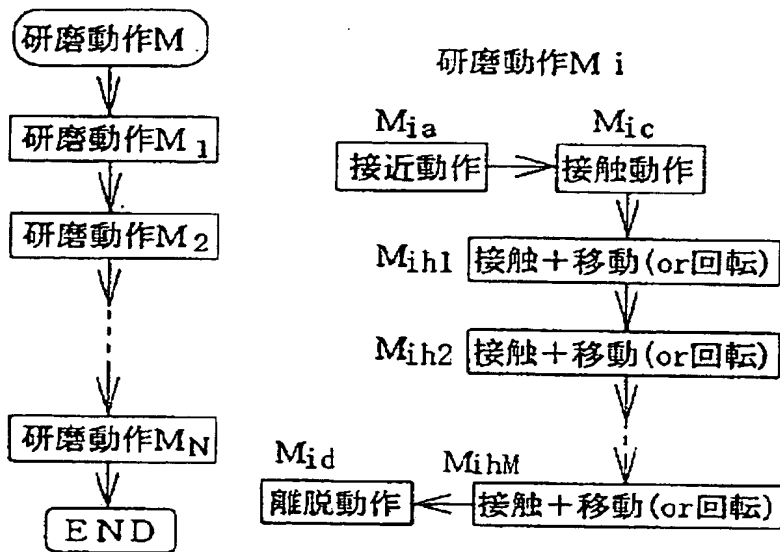 研磨動作M
研磨動作M1
研磨動作M2
研磨動作MN
END
研磨動作M i
Mia
接近動作
Mic
接触動作
Mih1 接触+移動(or回転)
Mih2 接触+移動(or回転)
MihM
接触+移動(or回転)
Mid
離脱動作